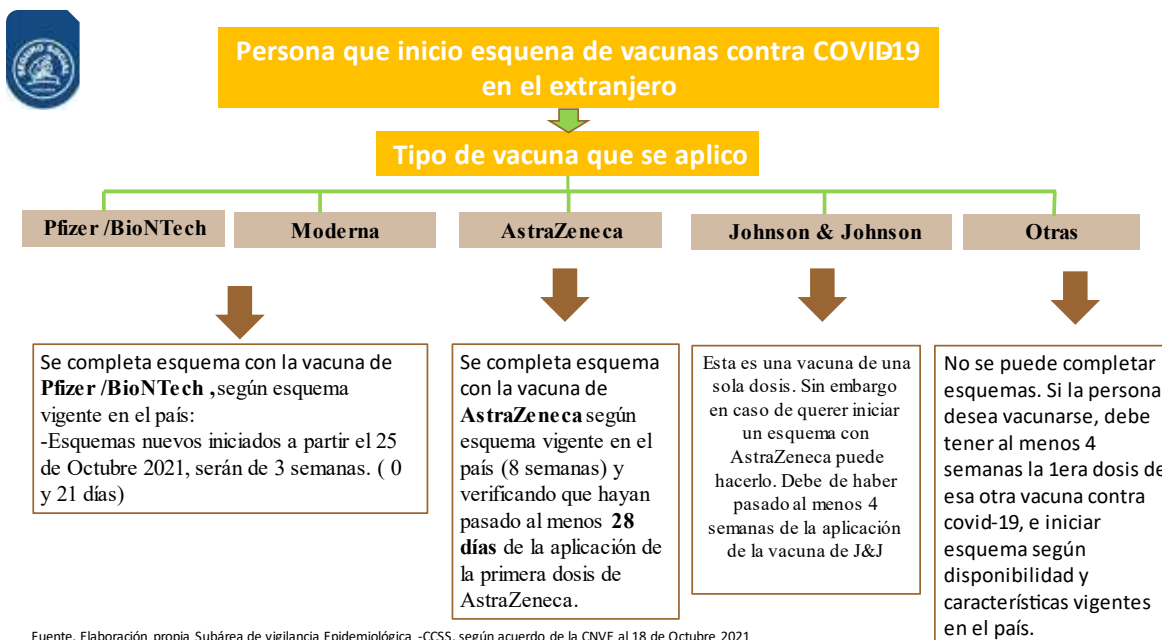 SEGURO SOCIAL
Persona que inicio esquena de vacunas contra COVID-19
en el extranjero
Tipo de vacuna que se aplico
Pfizer /BioNTech
Moderna
AstraZeneca
Johnson & Johnson
Otras
Se completa esquema con la vacuna de
Pfizer /BioNTech , según esquema
vigente en el país:
-Esquemas nuevos iniciados a partir el 25
de Octubre 2021, serán de 3 semanas. ( 0
y 21 días)
Se completa esquema
con la vacuna de
AstraZeneca según
esquema vigente en el
país (8 semanas) y
verificando que hayan
pasado al menos 28
días de la aplicación de
la primera dosis de
AstraZeneca.
Esta es una vacuna de una
sola dosis. Sin embargo
en caso de querer iniciar
un esquema con
AstraZeneca puede
hacerlo. Debe de haber
pasado al menos 4
semanas de la aplicación
de la vacuna de J&J
No se puede completar
esquemas. Si la persona
desea vacunarse, debe
tener al menos 4
semanas la 1era dosis de
esa otra vacuna contra
covid-19, e iniciar
esquema según
disponibilidad y
características vigentes
en el país.
Fuente. Elaboración propia Subárea de vigilancia Epidemiológica -CCSS, según acuerdo de la CNVE al 18 de Octubre 2021